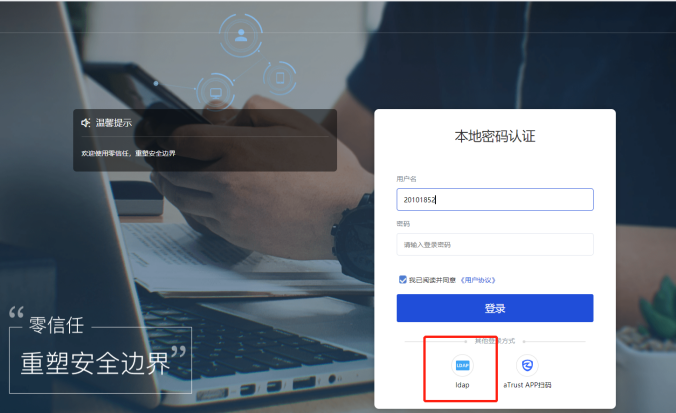 温馨提示
欢迎使用零信任，重塑安全边界
“零信任
重塑安全边界”
本地密码认证
用户名
20101852
密码
请输入登录密码
我已阅读并同意 《用户协议》
登录
其他登录方式
LDAP
ldap
aTrust APP扫码